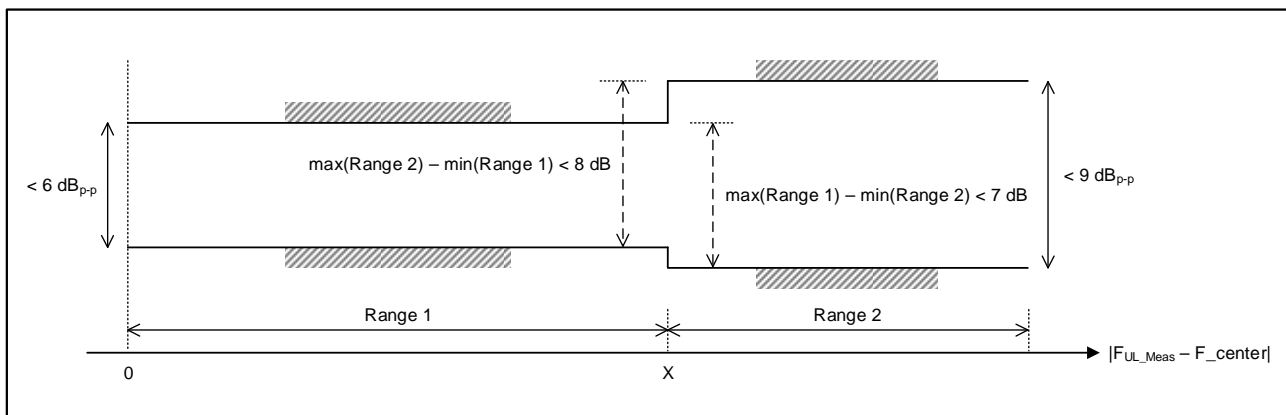 max(Range 2) – min(Range 1) < 8 dB
< 6 dBp-p
< 9 dBp-p
max(Range 1) – min(Range 2) < 7 dB
Range 1
Range 2
|FUL_Meas – F_center|
0
X